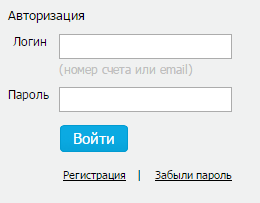 Авторизация
Логин
(номер счета или email)
Пароль
Войти
Регистрация | Забыли пароль